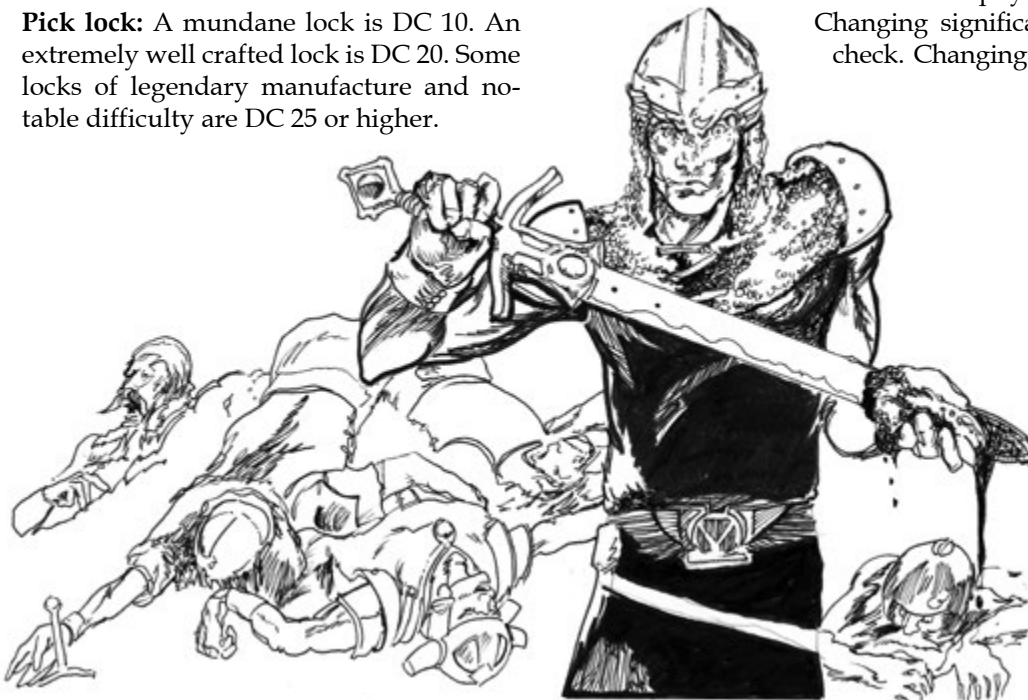 Pick lock: A mundane lock is DC 10. An
extremely well crafted lock is DC 20. Some
locks of legendary manufacture and no-
table difficulty are DC 25 or higher.
Changing
check. Changing